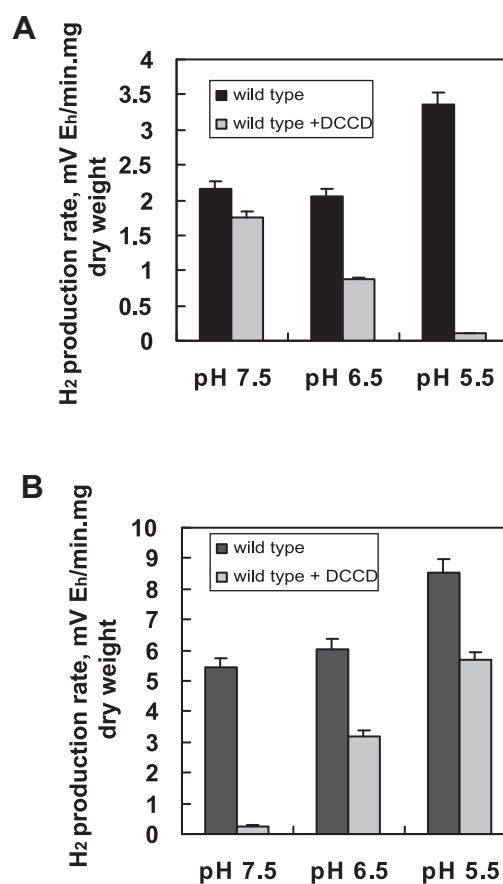 A
H2 production rate, mV Eh/min.mg
dry weight
4
3.5
3
2.5
2
1.5
1
0.5
0
wild type
wild type +DCCD
pH 7.5 pH 6.5 pH 5.5
B
H2 production rate, mV Eh/min.mg
dry weight
10
9
8
7
6
5
4
3
2
1
0
wild type
wild type + DCCD
pH 7.5 pH 6.5 pH 5.5